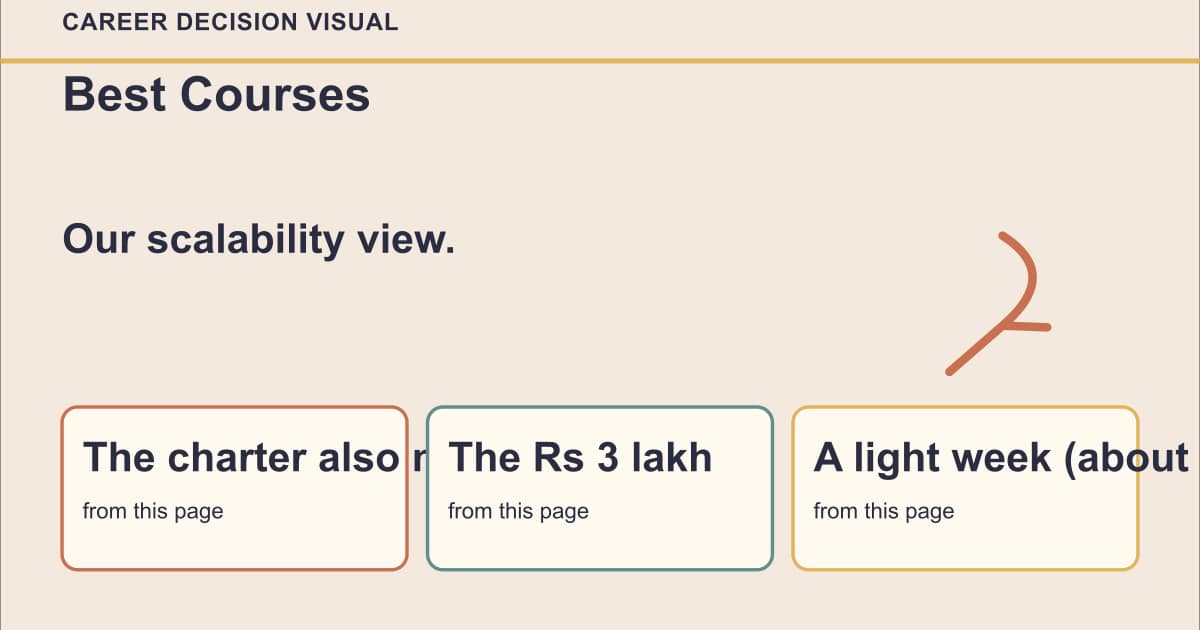 CAREER DECISION VISUAL
Best Courses
Our scalability view.
The charter also
from this page
The Rs 3 lakh
from this page
A light week (about
from this page